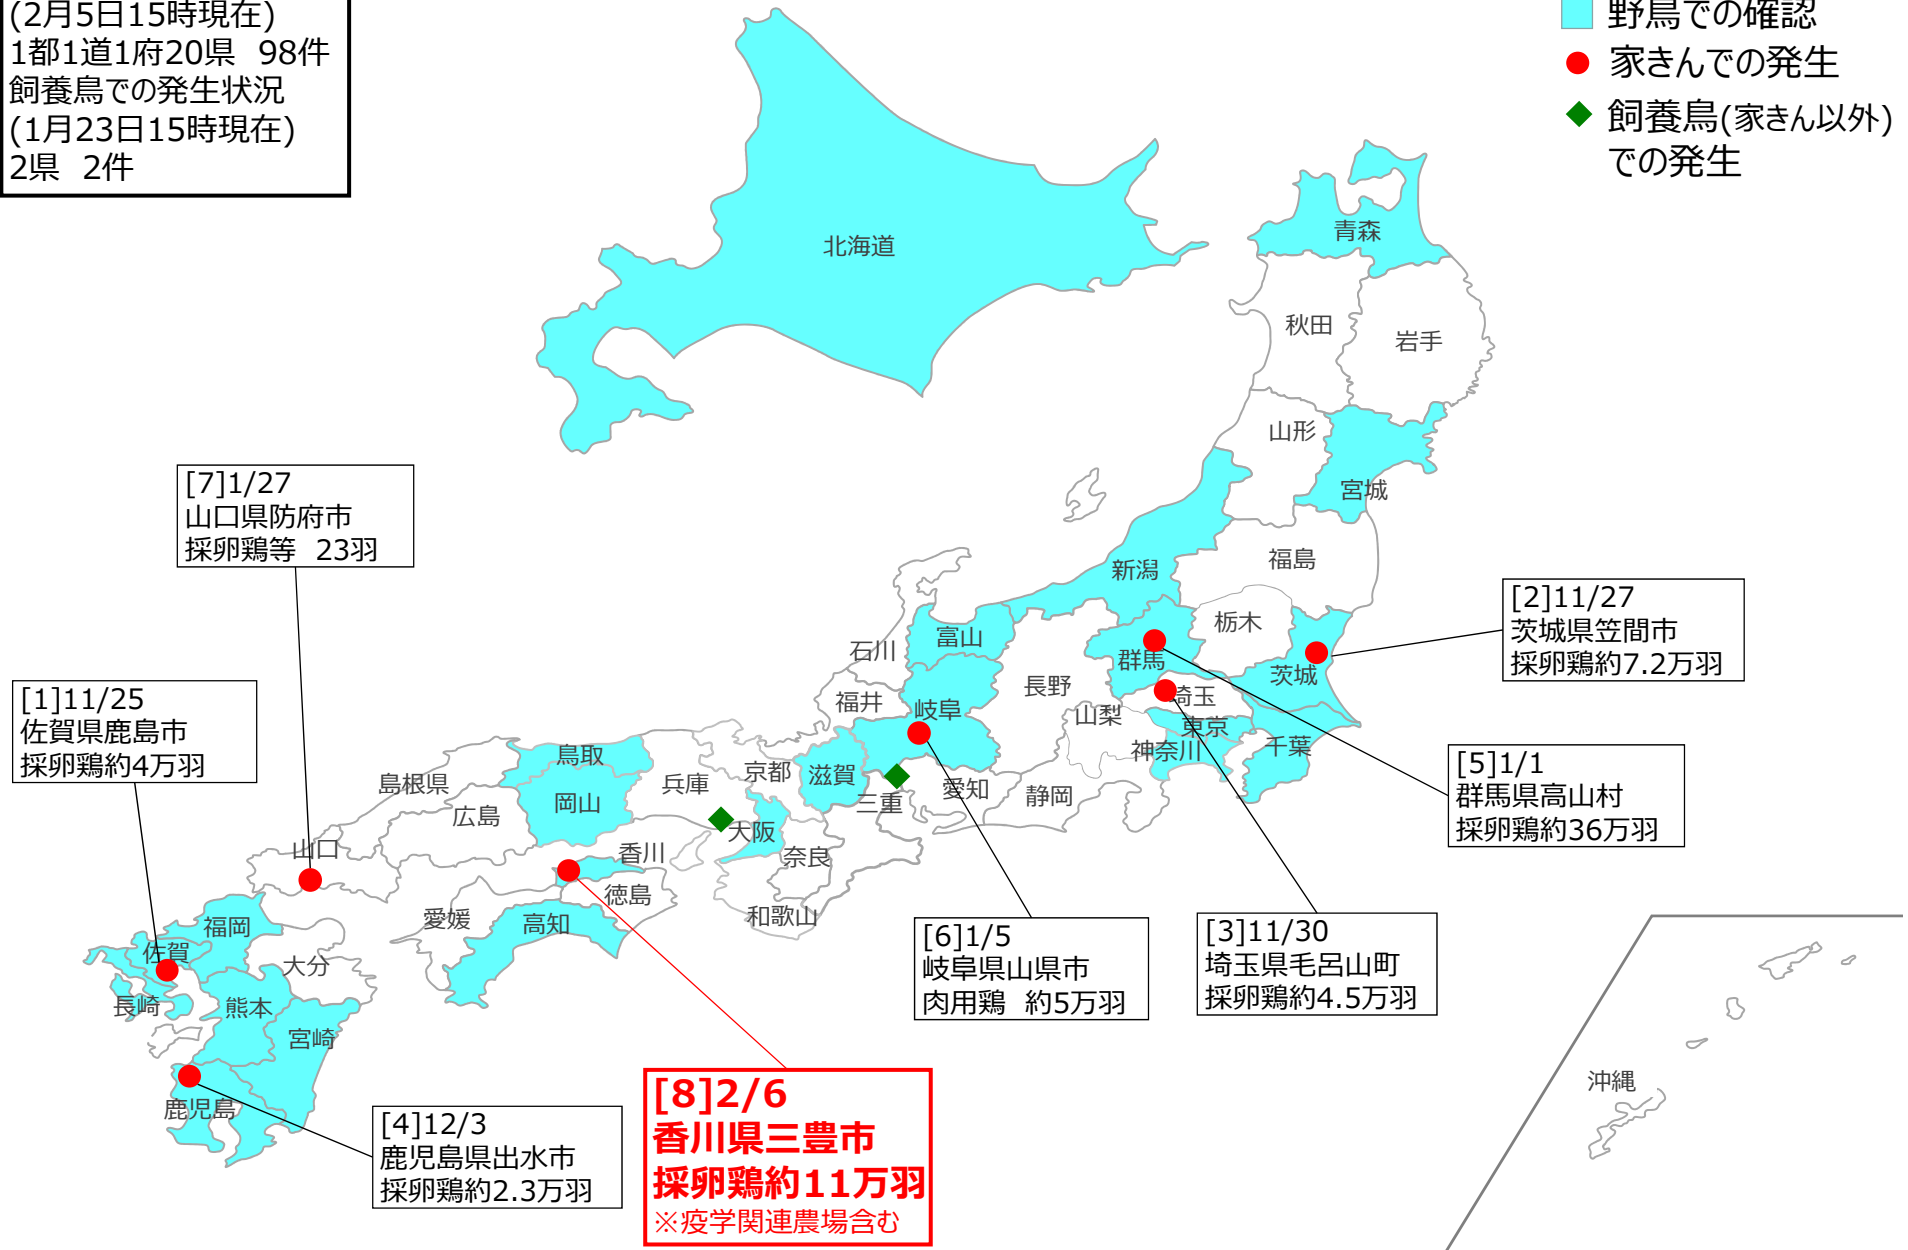 (2月5日15時現在)
1都1道1府20県 98件
飼養鳥での発生状況
(1月23日15時現在)
2県 2件
野鳥での確認
家きんでの発生
飼養鳥(家きん以外)
での発生
北海道
青森
秋田
岩手
山形
宮城
[7]1/27
山口県防府市
採卵鶏等 23羽
新潟
福島
[2]11/27
茨城県笠間市
採卵鶏約7.2万羽
栃木
富山
石川
群馬
茨城
長野
福井
岐阜
埼玉
山梨
東京
神奈川
千葉
[1]11/25
佐賀県鹿島市
採卵鶏約4万羽
鳥取
島根県
岡山
広島
兵庫
京都
滋賀
三重
愛知
静岡
[5]1/1
群馬県高山村
採卵鶏約36万羽
山口
香川
大阪
奈良
徳島
愛媛
高知
和歌山
福岡
佐賀
大分
長崎
熊本
宮崎
鹿児島
[6]1/5
岐阜県山県市
肉用鶏 約5万羽
[3]11/30
埼玉県毛呂山町
採卵鶏約4.5万羽
[4]12/3
鹿児島県出水市
採卵鶏約2.3万羽
[8]2/6
香川県三豊市
採卵鶏約11万羽
※疫学関連農場含む
沖縄